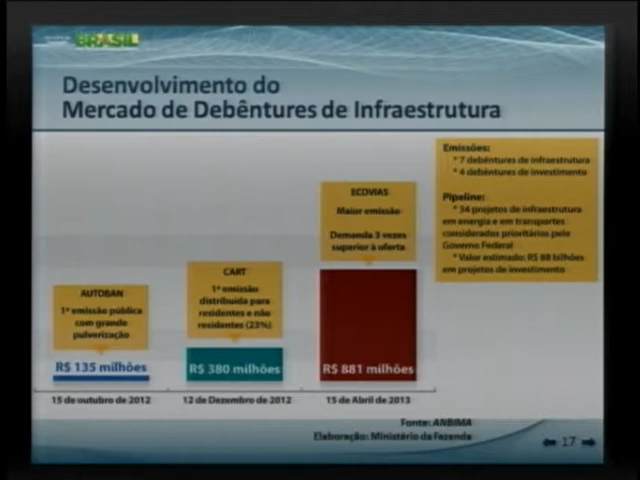 BRASIL
Desenvolvimento do
Mercado de Debêntures de Infraestrutura
Emissões:
* 7 debêntures de infraestrutura
* 4 debêntures de investimento
Pipeline:
* 34 projetos de infraestrutura
em energia e em transportes
considerados prioritários pelo
Governo Federal
* Valor estimado: R$ 88 bilhões
em projetos de investimento
ECOVIAS
Maior emissão
Demanda 3 vezes
superior à oferta
CART
1ª emissão
distribuída para
residentes e não
residentes (23%)
AUTOBAN
1ª emissão pública
com grande
pulverização
R$ 135 milhões
R$ 380 milhões
R$ 881 milhões
15 de outubro de 2012
12 de Dezembro de 2012
15 de Abril de 2013
Fonte: ANBIMA
Elaboração: Ministério da Fazenda
17